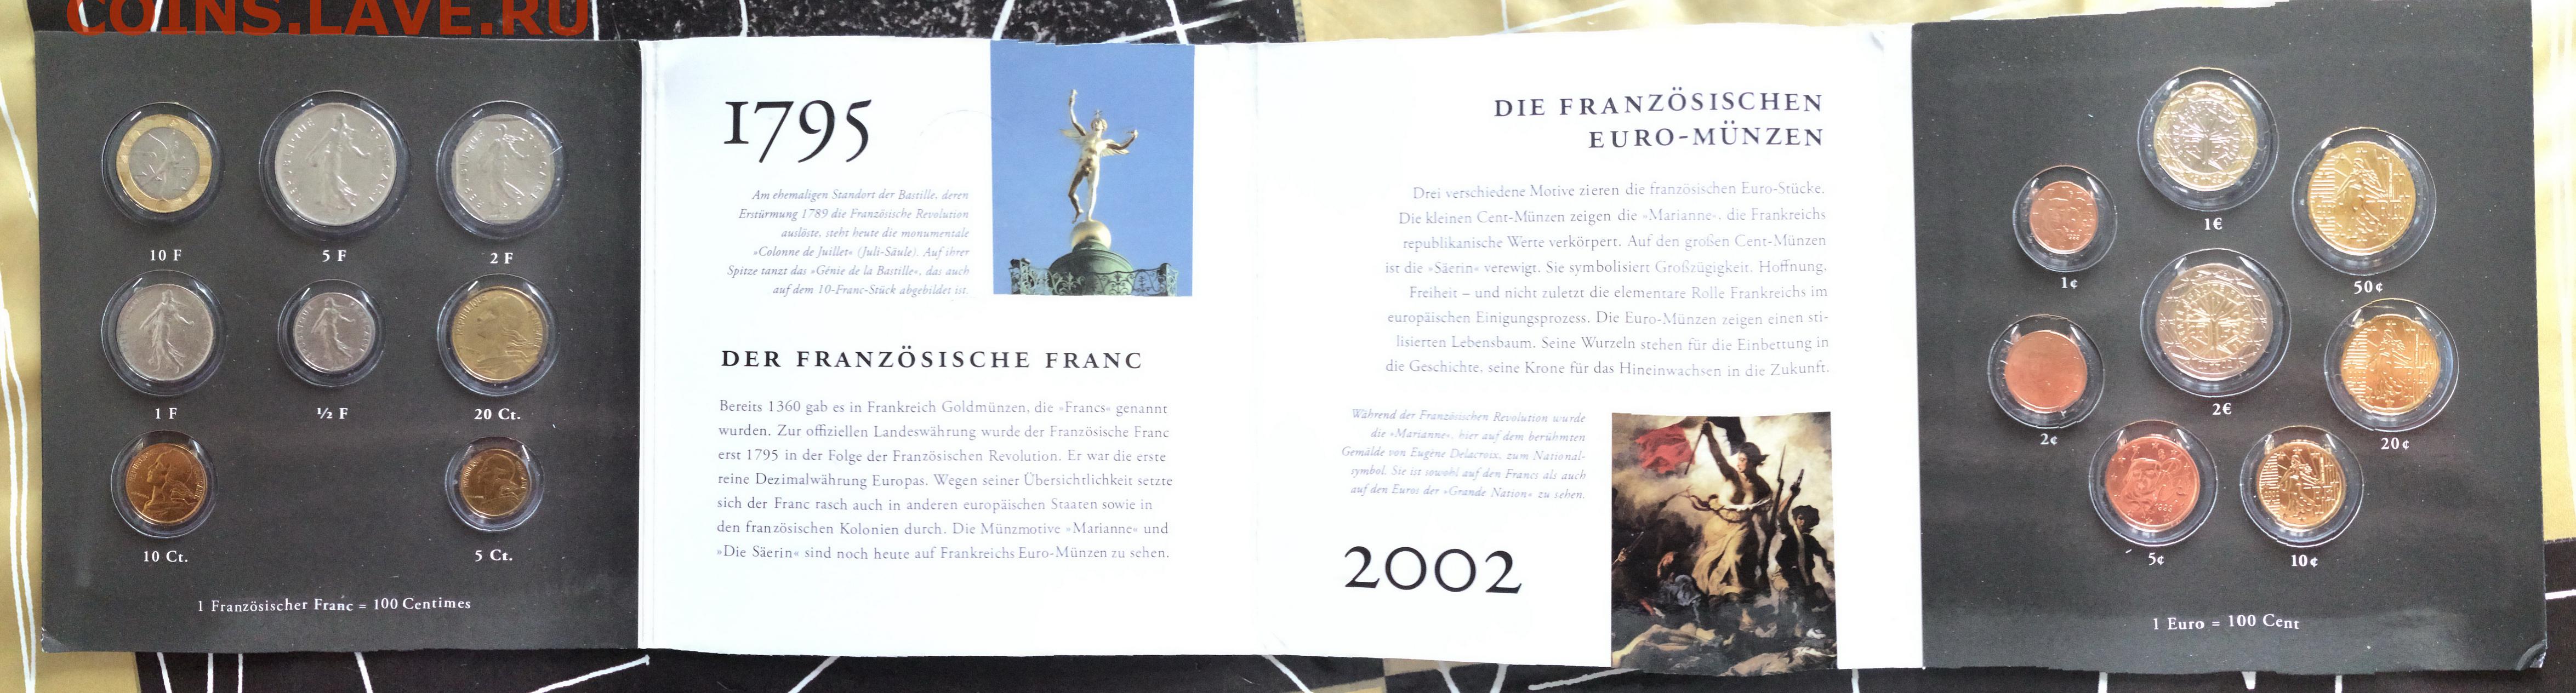 COINS.LAVE.RU
10 F
5 F
2 F
1 F
½ F
20 Ct.
10 Ct.
5 Ct.
1 Französischer Franc = 100 Centimes
1795
Am ehemaligen Standort der Bastille, deren
Erstürmung 1789 die Französische Revolution
auslöste, steht heute die monumentale
»Colonne de Juillet« (Juli-Säule). Auf ihrer
Spitze tanzt das »Génie de la Bastille«, das auch
auf dem 10-Franc-Stück abgebildet ist.
DER FRANZÖSISCHE FRANC
Bereits 1360 gab es in Frankreich Goldmünzen, die »Francs« genannt
wurden. Zur offiziellen Landeswährung wurde der Französische Franc
erst 1795 in der Folge der Französischen Revolution. Er war die erste
reine Dezimalwährung Europas. Wegen seiner Übersichtlichkeit setzte
sich der Franc rasch auch in anderen europäischen Staaten sowie in
den französischen Kolonien durch. Die Münzmotive »Marianne« und
»Die Säerin« sind noch heute auf Frankreichs Euro-Münzen zu sehen.
DIE FRANZÖSISCHEN
EURO-MÜNZEN
Drei verschiedene Motive zieren die französischen Euro-Stücke.
Die kleinen Cent-Münzen zeigen die »Marianne«, die Frankreichs
republikanische Werte verkörpert. Auf den großen Cent-Münzen
ist die »Säerin« verewigt. Sie symbolisiert Großzügigkeit, Hoffnung,
Freiheit – und nicht zuletzt die elementare Rolle Frankreichs im
europäischen Einigungsprozess. Die Euro-Münzen zeigen einen sti-
lisierten Lebensbaum. Seine Wurzeln stehen für die Einbettung in
die Geschichte, seine Krone für das Hineinwachsen in die Zukunft.
Während der Französischen Revolution wurde
die »Marianne«, hier auf dem berühmten
Gemälde von Eugène Delacroix, zum National-
symbol. Sie ist sowohl auf den Francs als auch
auf den Euros der »Grande Nation« zu sehen.
2002
1€
1¢
50¢
2€
2¢
20¢
5¢
10¢
1 Euro = 100 Cent